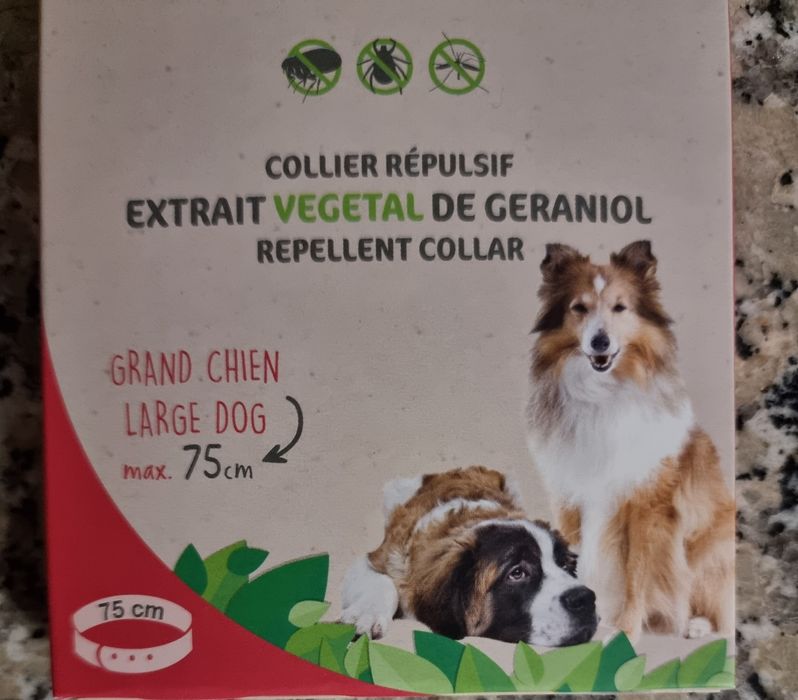 COLLIER RÉPULSIF
EXTRAIT VEGETAL DE GERANIOL
REPELLENT COLLAR
GRAND CHIEN
LARGE DOG
max. 75cm
75 cm